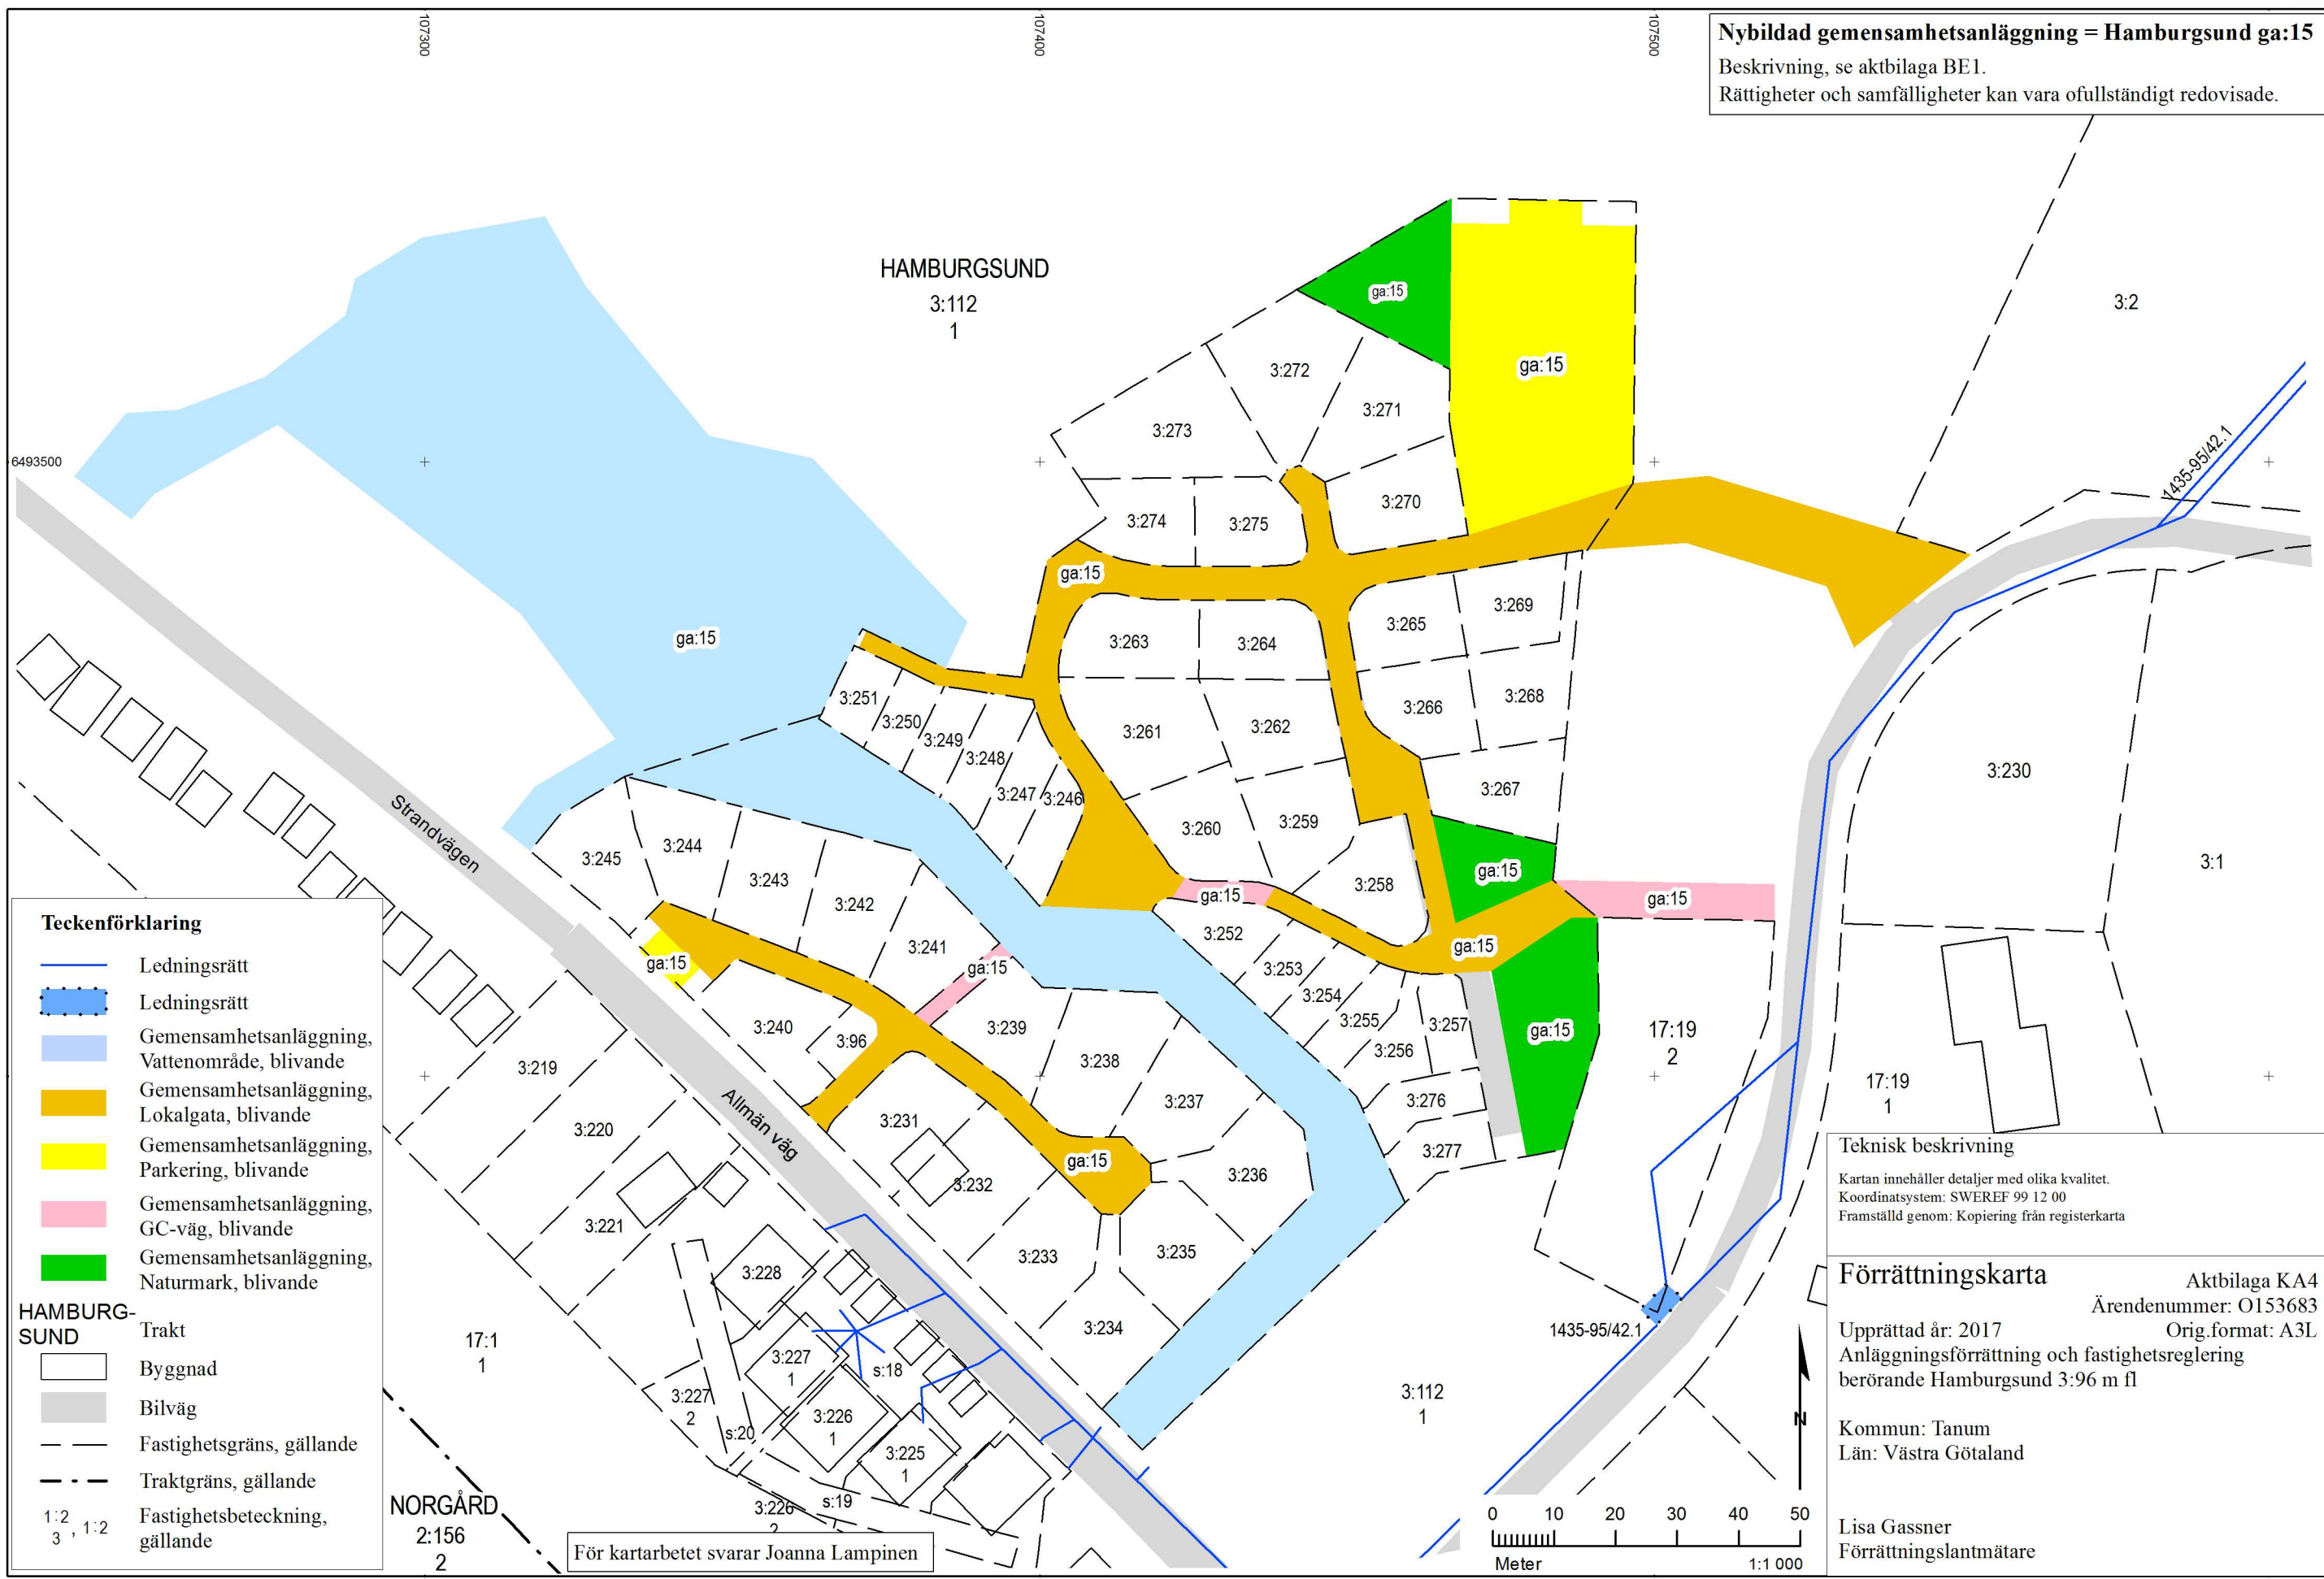 107300
107400
107500
Nybildad gemensamhetsanläggning = Hamburgsund ga:15
Beskrivning, se aktbilaga BE1.
Rättigheter och samfälligheter kan vara ofullständigt redovisade.
HAMBURGSUND
3:112
1
ga:15
3:2
ga:15
3:272
3:271
3:273
1435-95/42.1
6493500
3:270
3:274
3:275
ga:15
3:269
3:265
ga:15
3:263
3:264
3:251
3:268
3:266
3:250
3:249
3:261
3:262
3:248
3:230
3:267
3:247
3:246
Strandvägen
3:260
3:259
3:244
3:245
3:1
ga:15
3:243
3:258
ga:15
ga:15
3:242
3:252
3:241
ga:15
ga:15
ga:15
3:253
3:254
3:255
3:257
3:240
3:239
3:96
ga:15
17:19
2
3:256
3:238
3:219
17:19
1
3:276
3:237
Allmän väg
3:231
3:220
3:277
ga:15
3:236
3:232
3:221
3:233
3:235
3:228
3:234
1435-95/42.1
17:1
1
3:227
1
s:18
3:227
2
3:112
1
3:226
1
s:20
3:225
1
s:19
3:226
2
NORGÅRD
2:156
2
För kartarbetet svarar Joanna Lampinen
Teckenförklaring
Ledningsrätt
Ledningsrätt
Gemensamhetsanläggning,
Vattenområde, blivande
Gemensamhetsanläggning,
Lokalgata, blivande
Gemensamhetsanläggning,
Parkering, blivande
Gemensamhetsanläggning,
GC-väg, blivande
Gemensamhetsanläggning,
Naturmark, blivande
HAMBURG-
SUND
Trakt
Byggnad
Bilväg
Fastighetsgräns, gällande
Traktgräns, gällande
1:2
3 , 1:2
Fastighetsbeteckning,
gällande
N
0 10 20 30 40 50
Meter
1:1 000
Teknisk beskrivning
Kartan innehåller detaljer med olika kvalitet.
Koordinatsystem: SWEREF 99 12 00
Framställd genom: Kopiering från registerkarta
Förrättningskarta
Aktbilaga KA4
Ärendenummer: O153683
Upprättad år: 2017
Orig.format: A3L
Anläggningsförrättning och fastighetsreglering
berörande Hamburgsund 3:96 m fl
Kommun: Tanum
Län: Västra Götaland
Lisa Gassner
Förrättningslantmätare